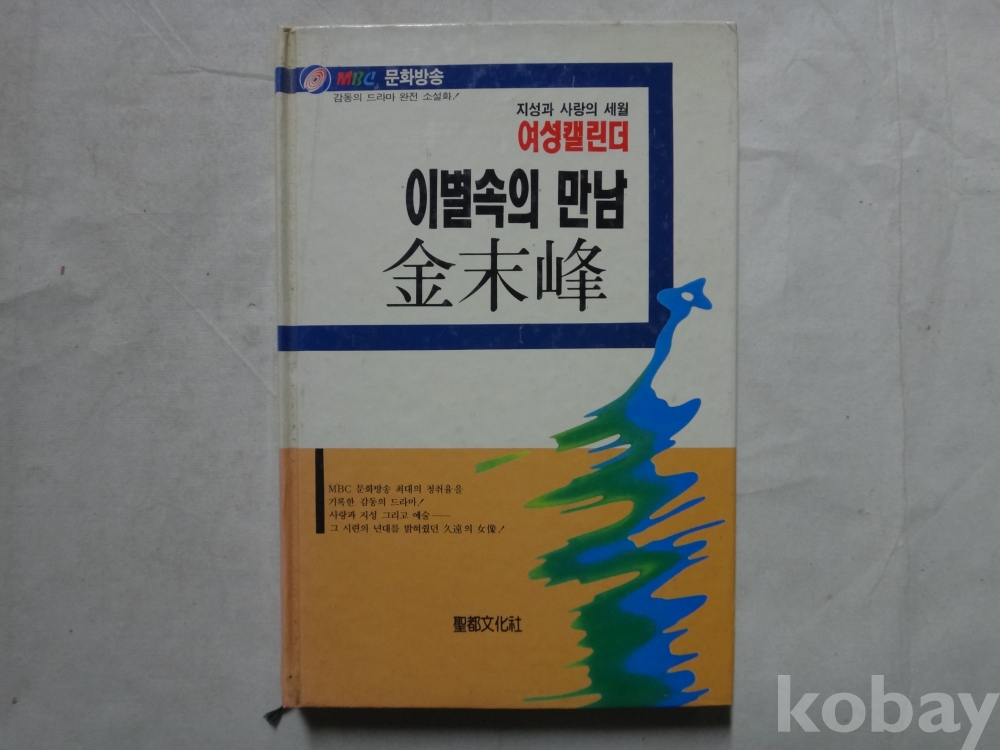 MBC 문화방송
감동의 드라마 완전 소설화!
지성과 사랑의 세월
여성캘린더
이별속의 만남
金末峰
MBC 문화방송 최대의 청취율을
기록한 감동의 드라마!
사랑과 지성 그리고 예술──
그 시련의 년대를 밝혀줬던 久遠의 女像!
聖都文化社
kobay